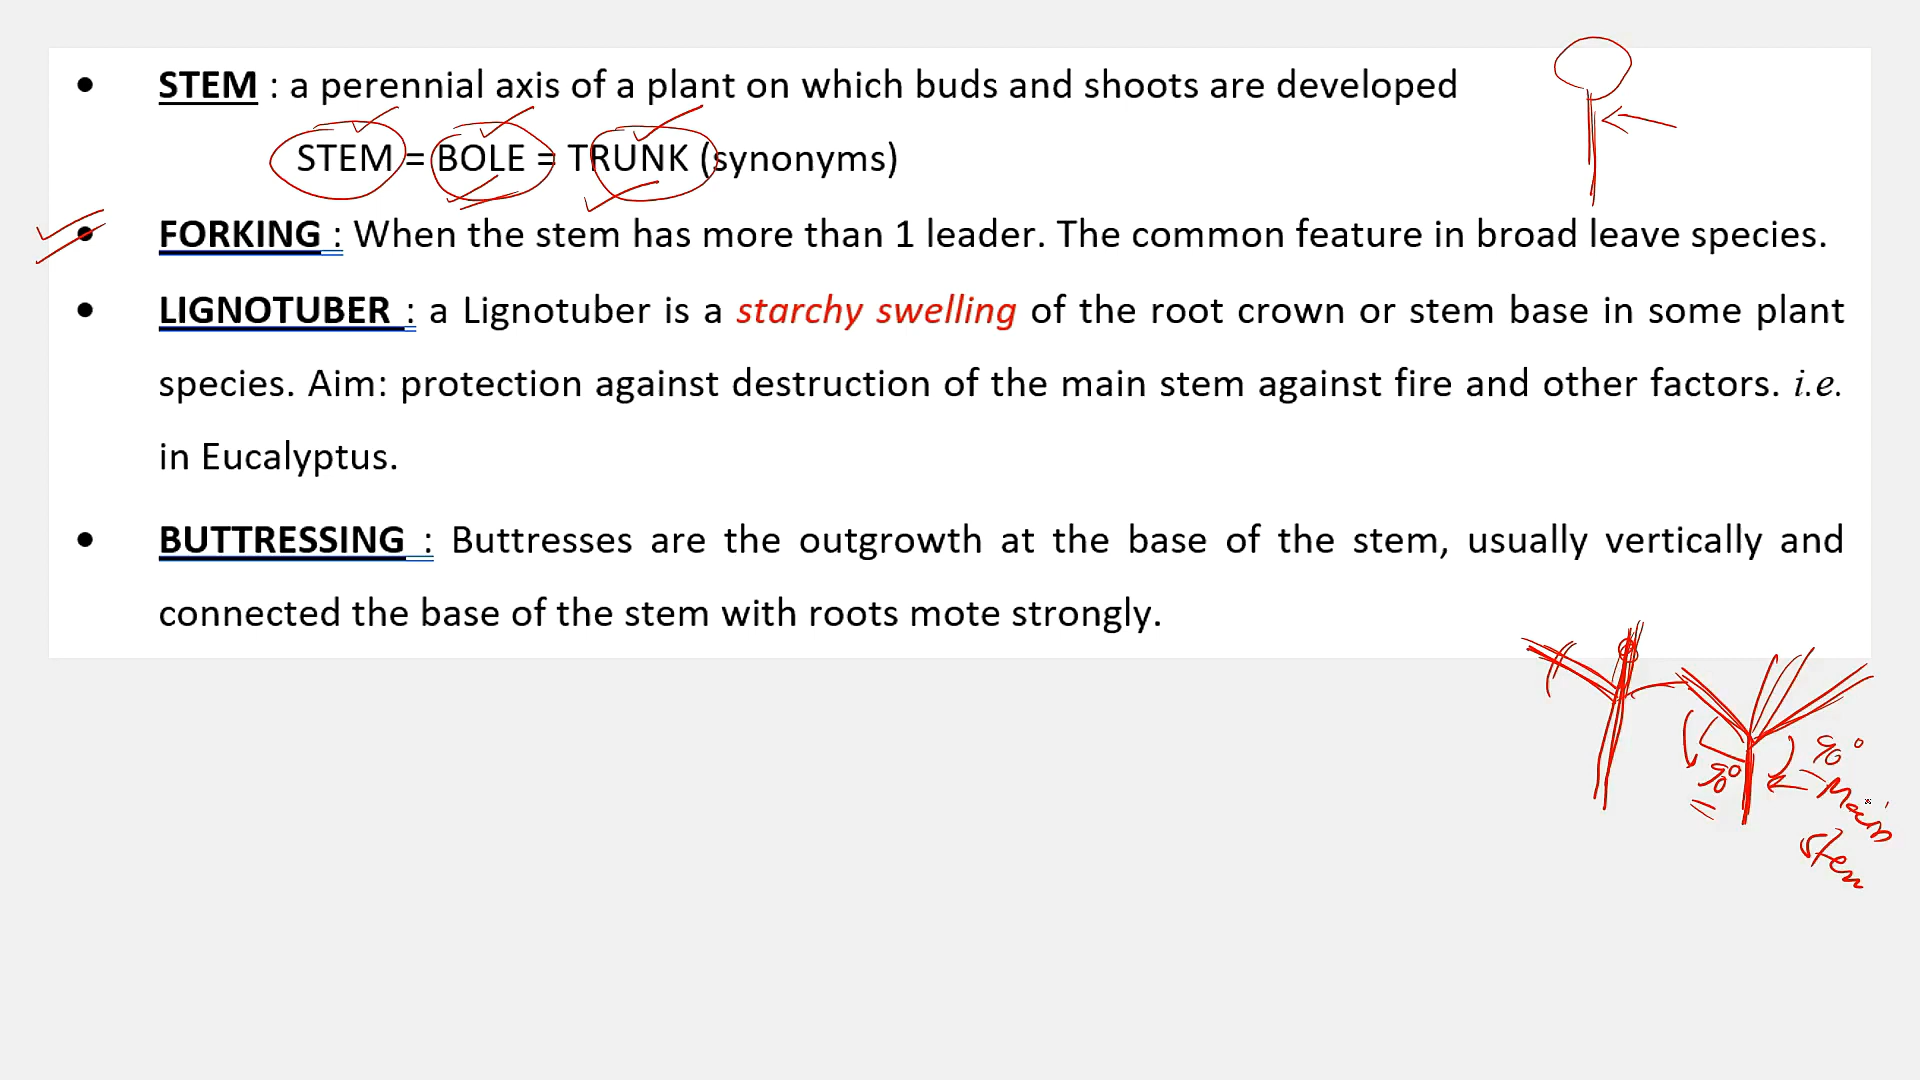 • STEM : a perennial axis of a plant on which buds and shoots are developed
STEM = BOLE = TRUNK (synonyms)
• FORKING : When the stem has more than 1 leader. The common feature in broad leave species.
• LIGNOTUBER : a Lignotuber is a starchy swelling of the root crown or stem base in some plant
species. Aim: protection against destruction of the main stem against fire and other factors. i.e.
in Eucalyptus.
• BUTTRESSING : Buttresses are the outgrowth at the base of the stem, usually vertically and
connected the base of the stem with roots mote strongly.
90°
90°
Main
stem